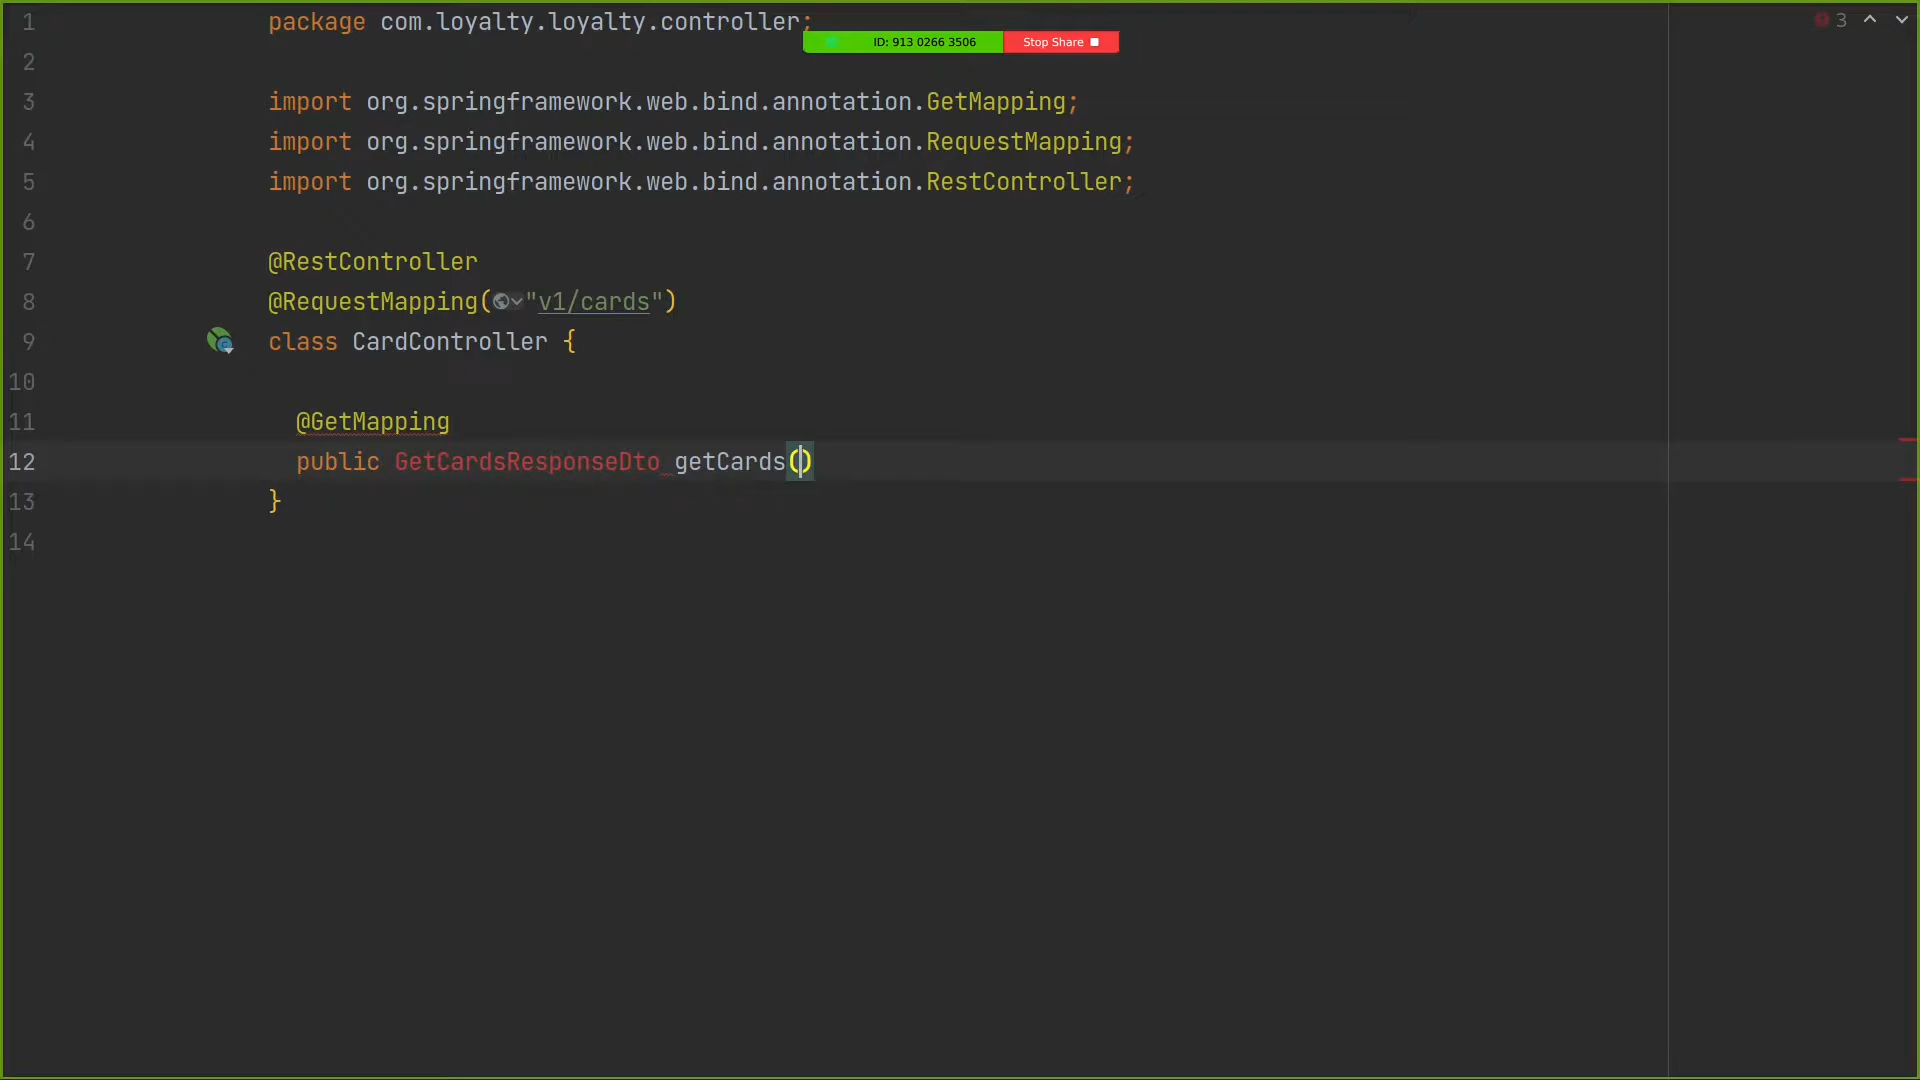 1 package com.loyalty.loyalty.controller;
ID: 913 0266 3506 Stop Share
3
2
3 import org.springframework.web.bind.annotation.GetMapping;
4 import org.springframework.web.bind.annotation.RequestMapping;
5 import org.springframework.web.bind.annotation.RestController;
6
7 @RestController
8 @RequestMapping("v1/cards")
9 class CardController {
10
11 @GetMapping
12 public GetCardsResponseDto getCards()
13 }
14